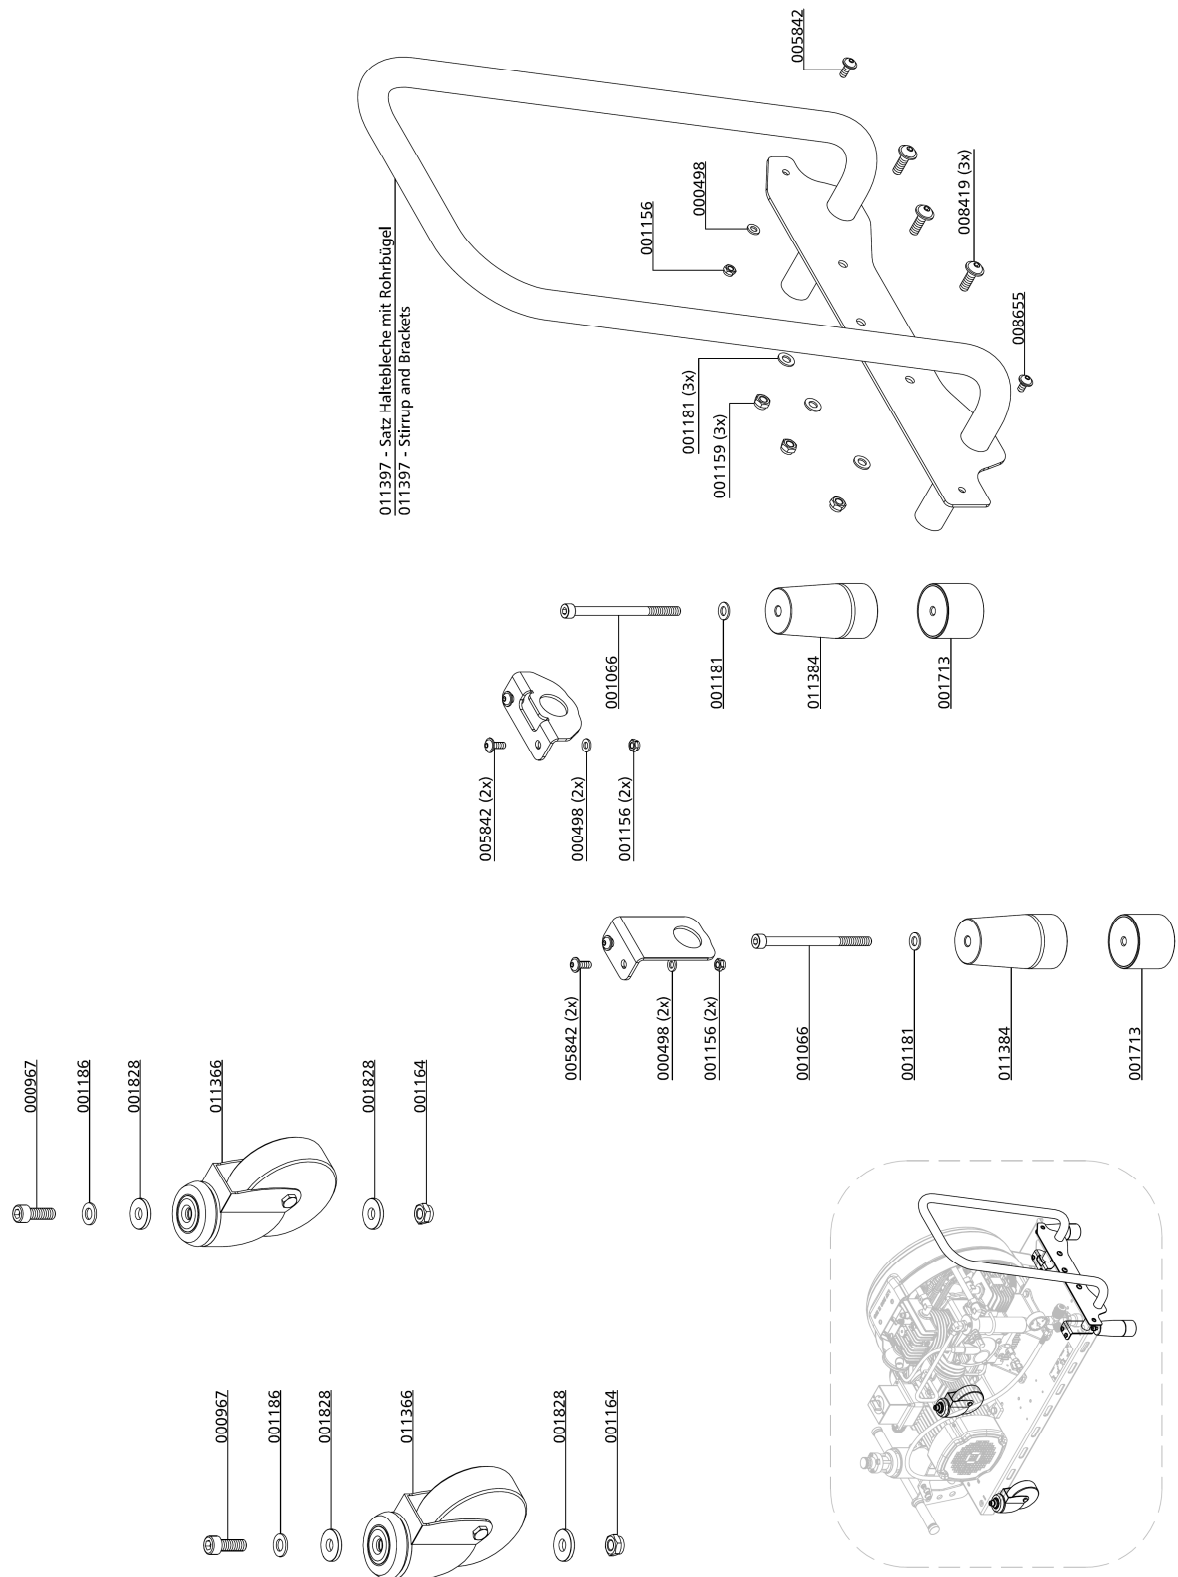 005842
008419 (3x)
000498
001156
008655
011397 - Satz Haltebleche mit Rohrbügel
011397 - Stirrup and Brackets
001181 (3x)
001159 (3x)
001066
001181
011384
001713
005842 (2x)
000498 (2x)
001156 (2x)
005842 (2x)
000498 (2x)
001156 (2x)
001066
001181
011384
001713
000967
001186
001828
011366
001828
001164
000967
001186
001828
011366
001828
001164